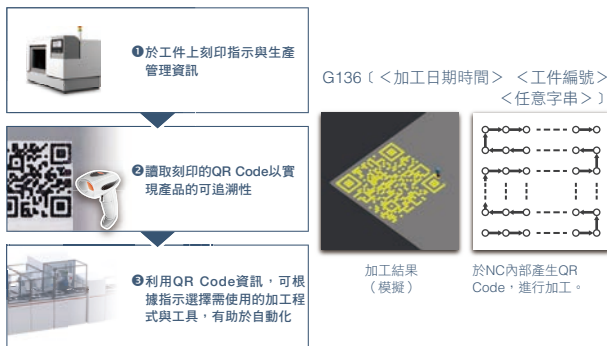 ❶於工件上刻印指示與生產
管理資訊
❷讀取刻印的QR Code以實
現產品的可追溯性
❸利用QR Code資訊，可根
據指示選擇需使用的加工程
式與工具，有助於自動化
G136﹝<加工日期時間> <工件編號>
<任意字串>﹞
加工結果
（模擬）
於NC內部產生QR
Code，進行加工。